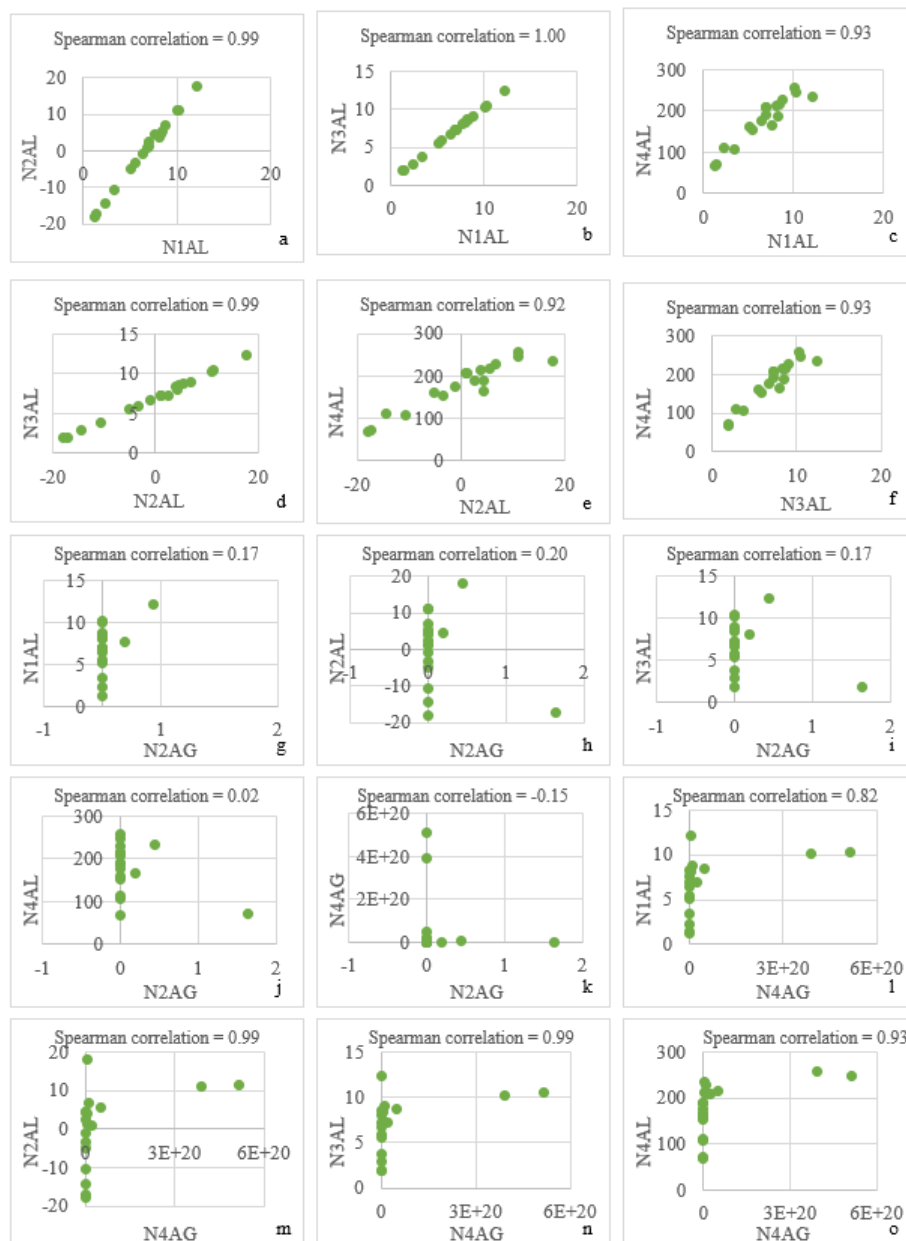 Spearman correlation = 0.99
20
10
0
-10
-20
0
10
20
N2AL
N1AL
a
Spearman correlation = 1.00
15
10
5
0
0
10
20
N3AL
N1AL
b
Spearman correlation = 0.93
300
200
100
0
0
10
20
N4AL
N1AL
c
Spearman correlation = 0.99
15
10
5
0
-20
0
20
N3AL
N2AL
d
Spearman correlation = 0.92
300
200
100
0
-20
0
20
N4AL
N2AL
e
Spearman correlation = 0.93
300
200
100
0
0
10
20
N4AL
N3AL
f
Spearman correlation = 0.17
15
10
5
0
-1
0
1
2
N1AL
N2AG
g
Spearman correlation = 0.20
20
10
0
-10
-20
-1
0
1
2
N2AL
N2AG
h
Spearman correlation = 0.17
15
10
5
0
-1
0
1
2
N3AL
N2AG
i
Spearman correlation = 0.02
300
200
100
0
-1
0
1
2
N4AL
N2AG
j
Spearman correlation = -0.15
6E+20
4E+20
2E+20
0
-1
0
1
2
N4AG
N2AG
k
Spearman correlation = 0.82
15
10
5
0
0
3E+20
6E+20
N1AL
N4AG
l
Spearman correlation = 0.99
20
10
0
-10
-20
0
3E+20
6E+20
N2AL
N4AG
m
Spearman correlation = 0.99
15
10
5
0
0
3E+20
6E+20
N3AL
N4AG
n
Spearman correlation = 0.93
300
200
100
0
0
3E+20
6E+20
N4AL
N4AG
o